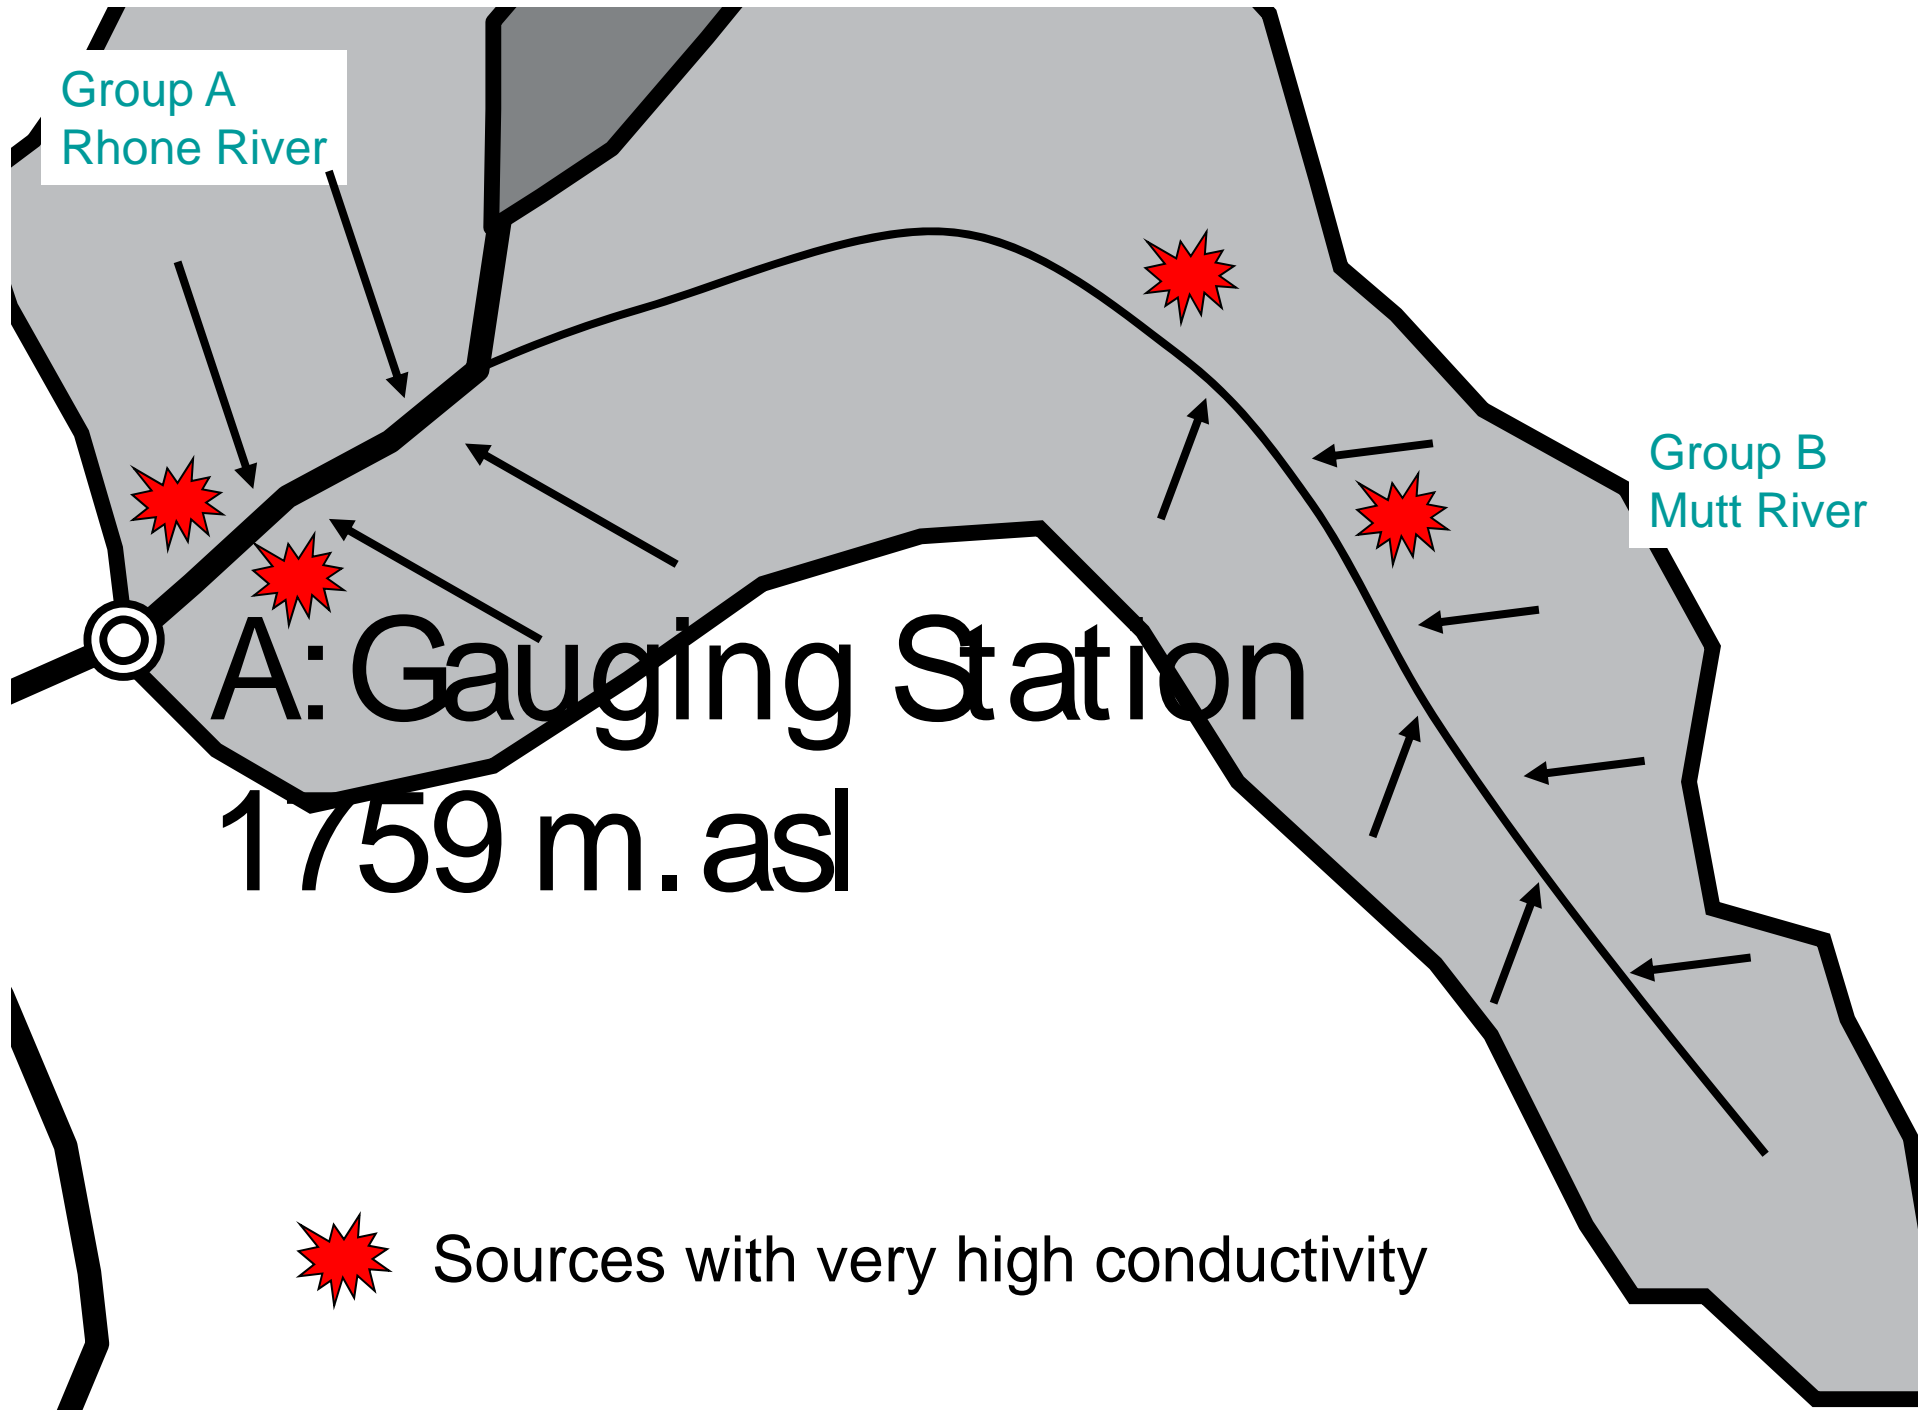 Group A
Rhone River
Group B
Mutt River
A: Gauging Station
1759 m. asl
Sources with very high conductivity